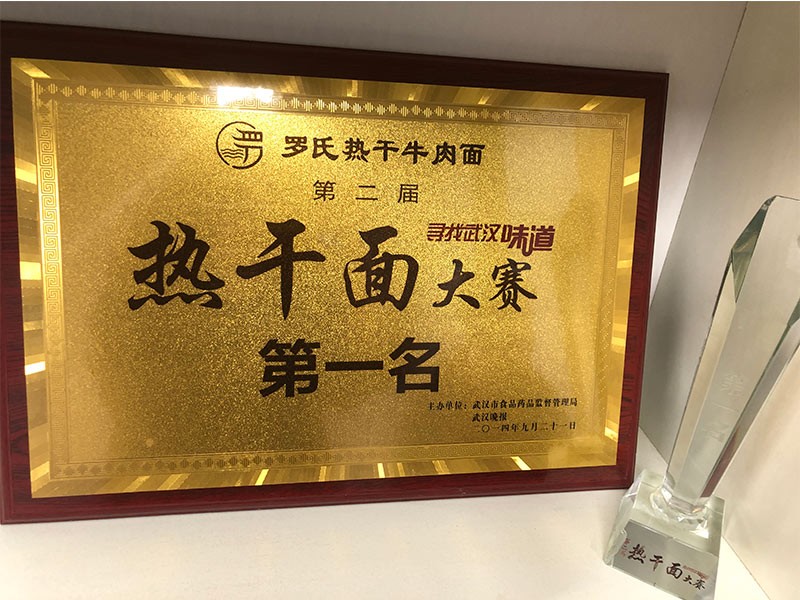 罗氏热干牛肉面
第二届
寻找武汉味道
热干面大赛
第一名
主办单位：武汉市食品药品监督管理局
武汉晚报
二〇一四年九月二十一日
热干面大赛